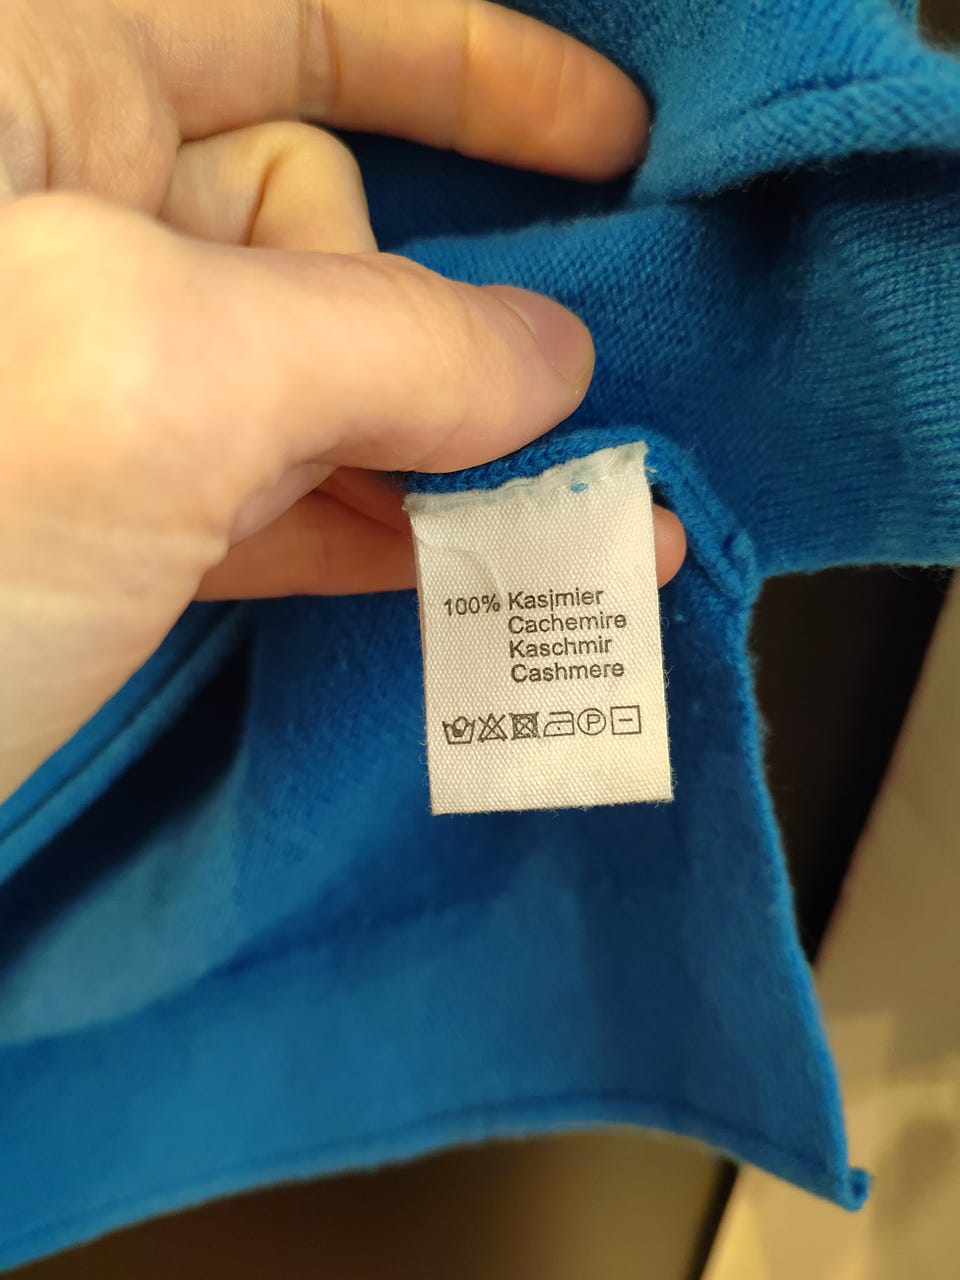 100% Kasjmier
Cachemire
Kaschmir
Cashmere
P